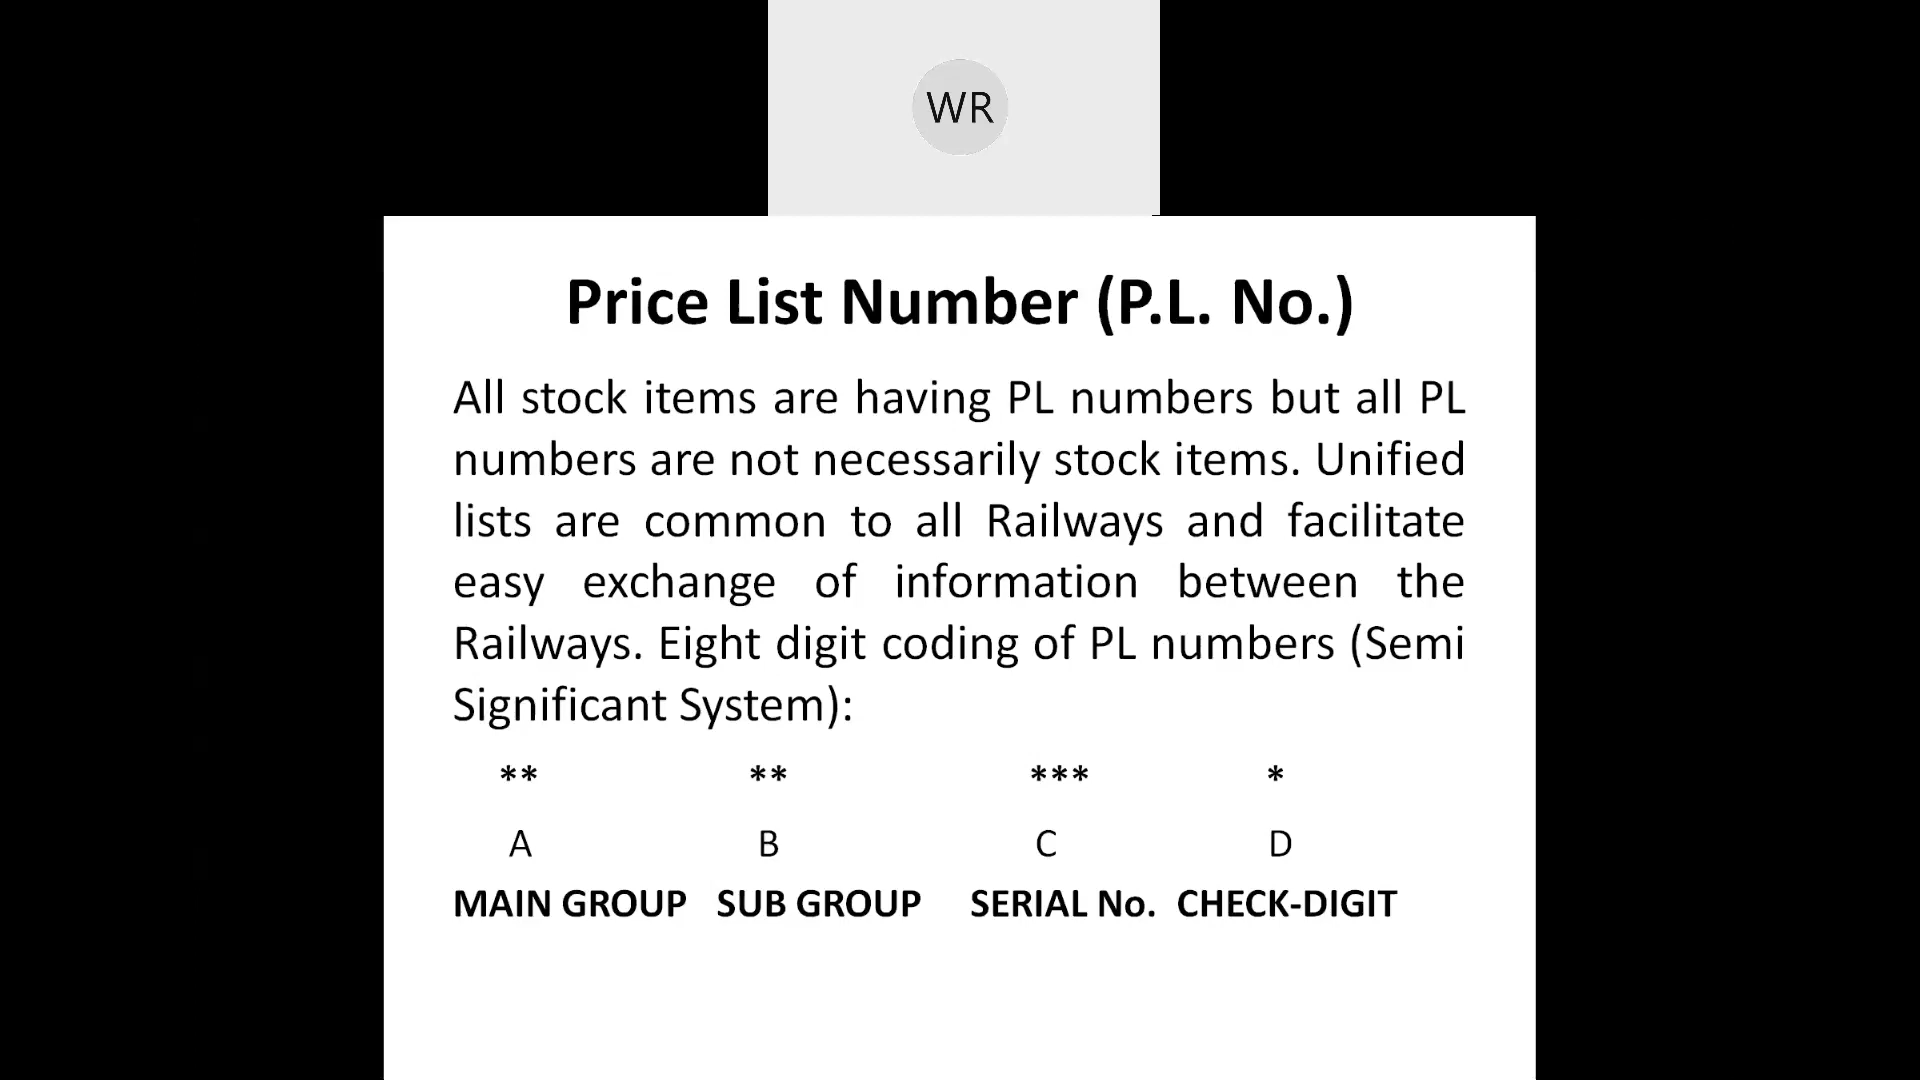 WR
Price List Number (P.L. No.)
All stock items are having PL numbers but all PL
numbers are not necessarily stock items. Unified
lists are common to all Railways and facilitate
easy exchange of information between the
Railways. Eight digit coding of PL numbers (Semi
Significant System):
** ** *** *
A B C D
MAIN GROUP SUB GROUP SERIAL No. CHECK-DIGIT